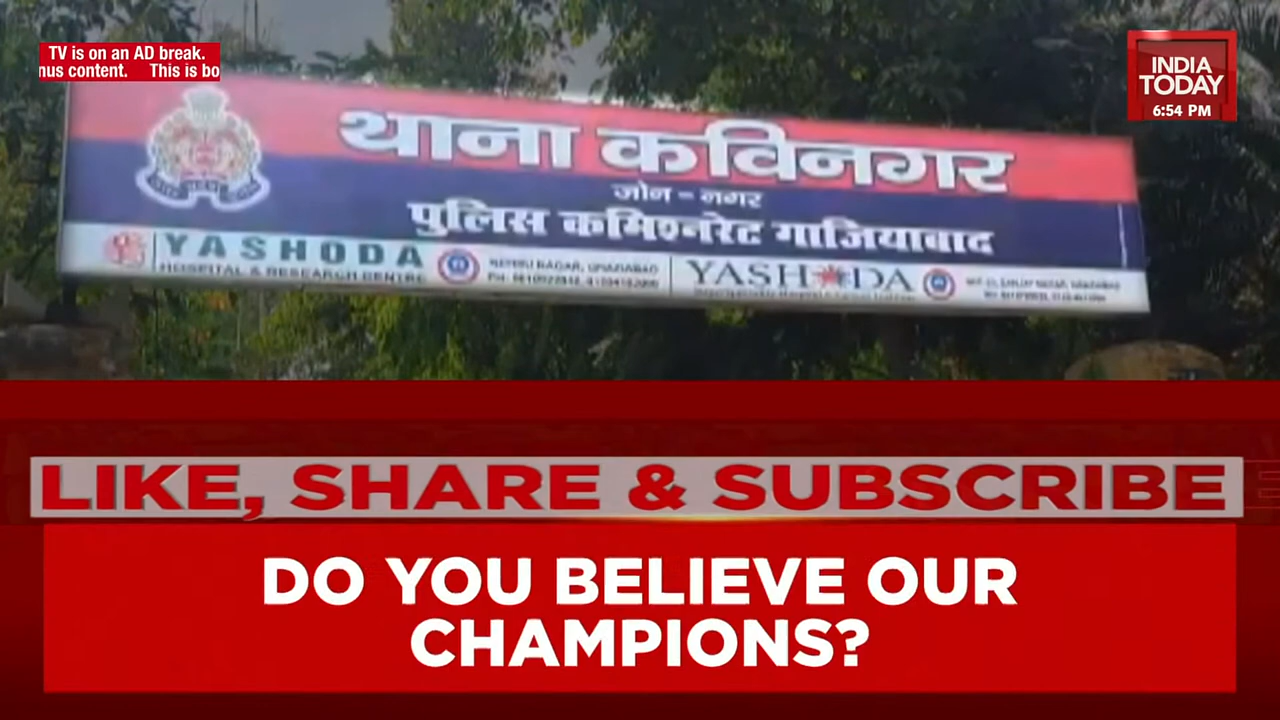 TV is on an AD break.
nus content. This is bo
INDIA
TODAY
6:54 PM
थाना कविनगर
जोन - नगर
पुलिस कमिश्नरेट गाजियाबाद
YASHODA
HOSPITAL & RESEARCH CENTRE
NEHRU NAGAR, GHAZIABAD
YASHODA
LIKE, SHARE & SUBSCRIBE
DO YOU BELIEVE OUR
CHAMPIONS?